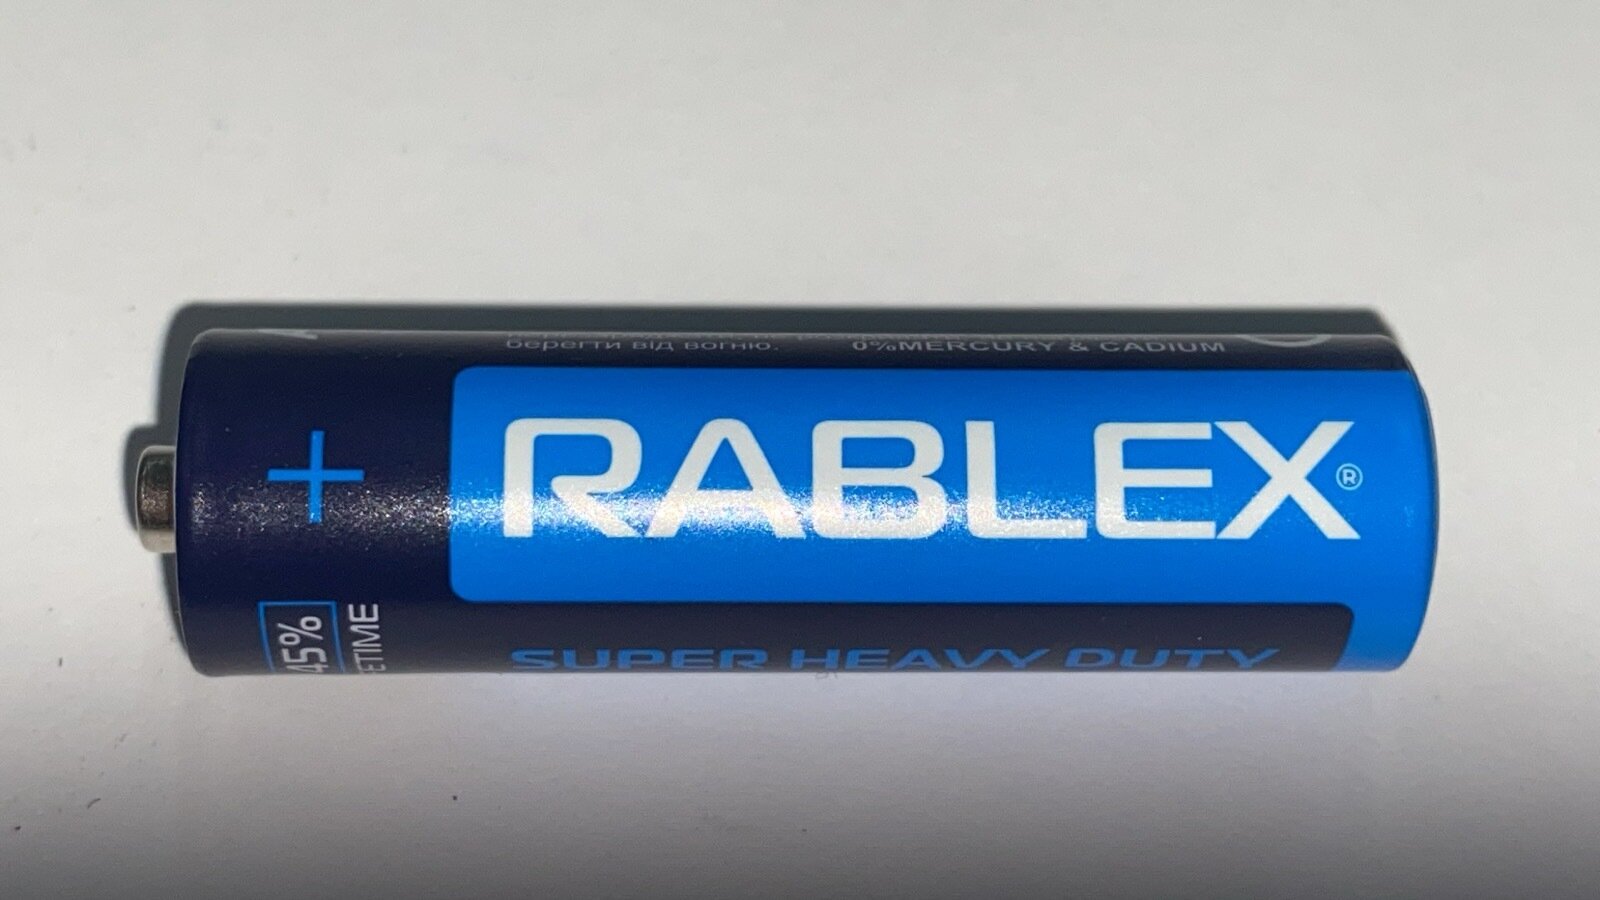 берегти від вогню.
0%MERCURY & CADIUM
+
RABLEX®
45%
SUPER HEAVY DUTY